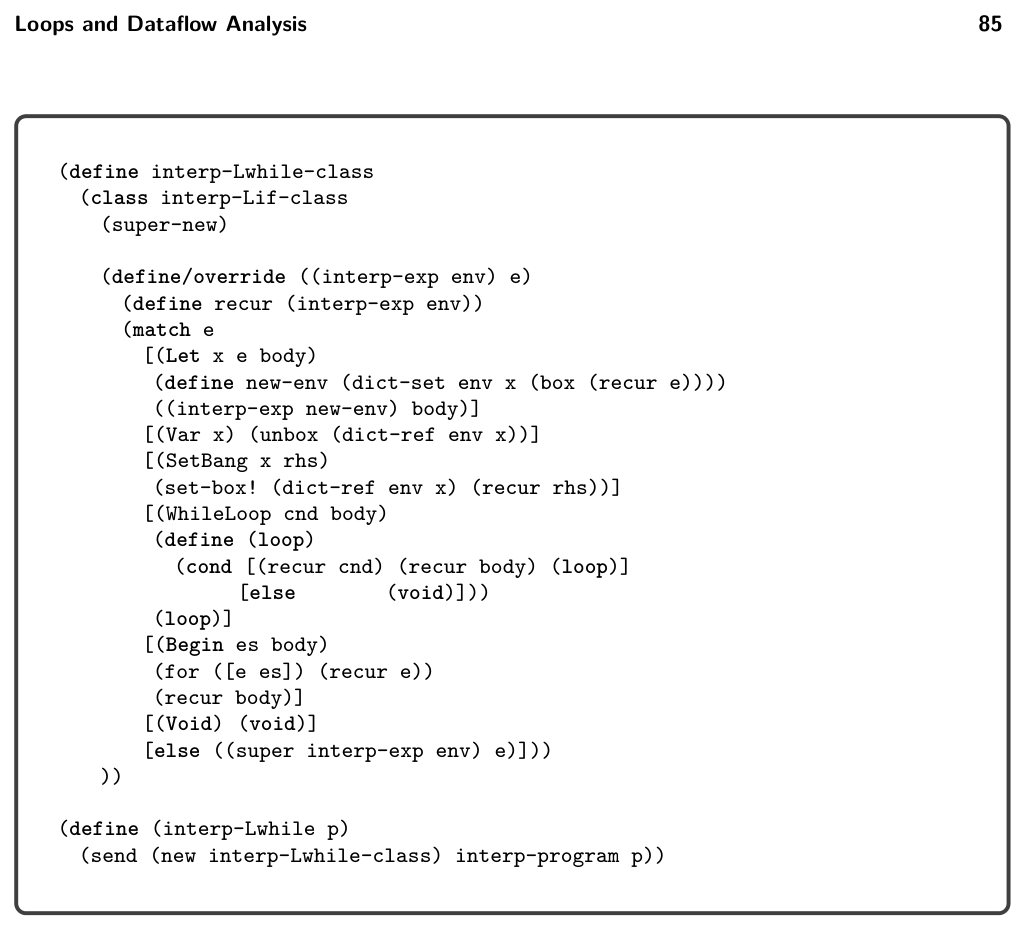 Loops and Dataflow Analysis 85
(define interp-Lwhile-class
  (class interp-Lif-class
    (super-new)

    (define/override ((interp-exp env) e)
      (define recur (interp-exp env))
      (match e
        [(Let x e body)
         (define new-env (dict-set env x (box (recur e))))
         ((interp-exp new-env) body)]
        [(Var x) (unbox (dict-ref env x))]
        [(SetBang x rhs)
         (set-box! (dict-ref env x) (recur rhs))]
        [(WhileLoop cnd body)
         (define (loop)
           (cond [(recur cnd) (recur body) (loop)]
                 [else         (void)]))
         (loop)]
        [(Begin es body)
         (for ([e es]) (recur e))
         (recur body)]
        [(Void) (void)]
        [else ((super interp-exp env) e)]))
    ))

(define (interp-Lwhile p)
  (send (new interp-Lwhile-class) interp-program p))